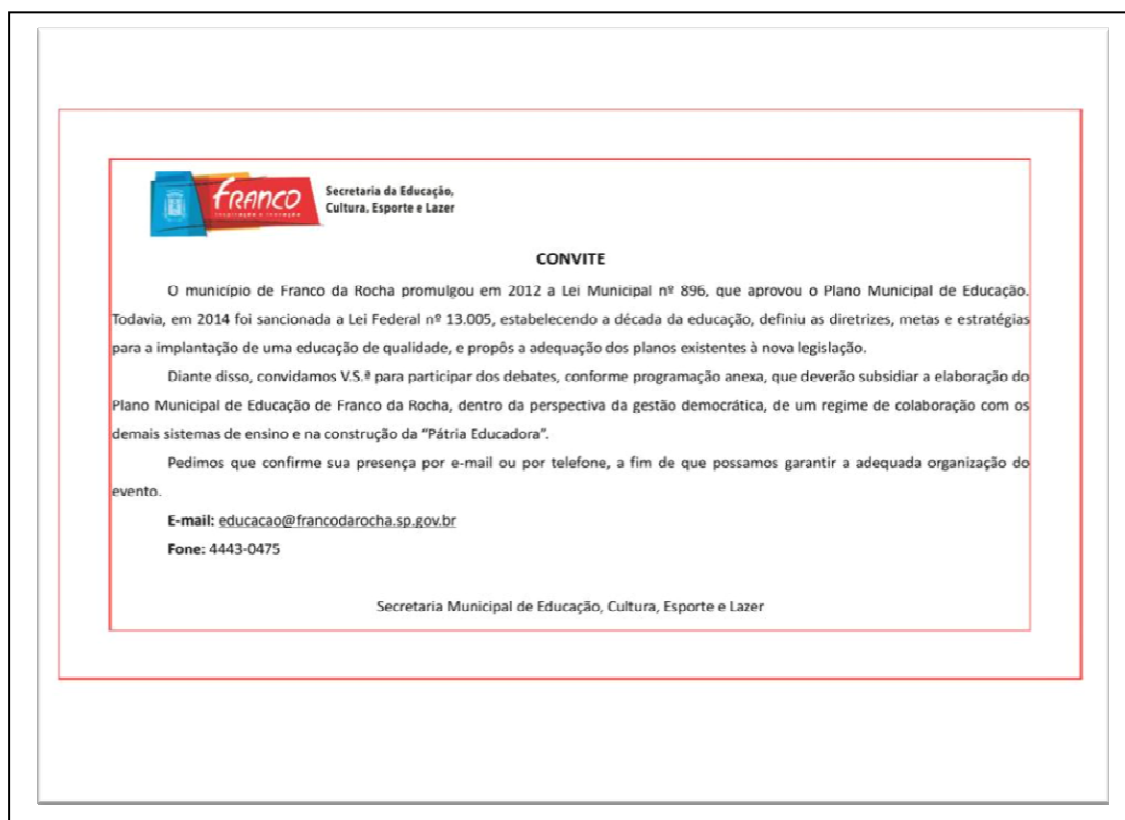 FRANCO
Secretaria da Educação,
Cultura, Esporte e Lazer
CONVITE
O município de Franco da Rocha promulgou em 2012 a Lei Municipal nº 896, que aprovou o Plano Municipal de Educação.
Todavia, em 2014 foi sancionada a Lei Federal nº 13.005, estabelecendo a década da educação, definiu as diretrizes, metas e estratégias
para a implantação de uma educação de qualidade, e propôs a adequação dos planos existentes à nova legislação.
Diante disso, convidamos V.S.ª para participar dos debates, conforme programação anexa, que deverão subsidiar a elaboração do
Plano Municipal de Educação de Franco da Rocha, dentro da perspectiva da gestão democrática, de um regime de colaboração com os
demais sistemas de ensino e na construção da “Pátria Educadora”.
Pedimos que confirme sua presença por e-mail ou por telefone, a fim de que possamos garantir a adequada organização do
evento.
E-mail: educacao@francodarocha.sp.gov.br
Fone: 4443-0475
Secretaria Municipal de Educação, Cultura, Esporte e Lazer